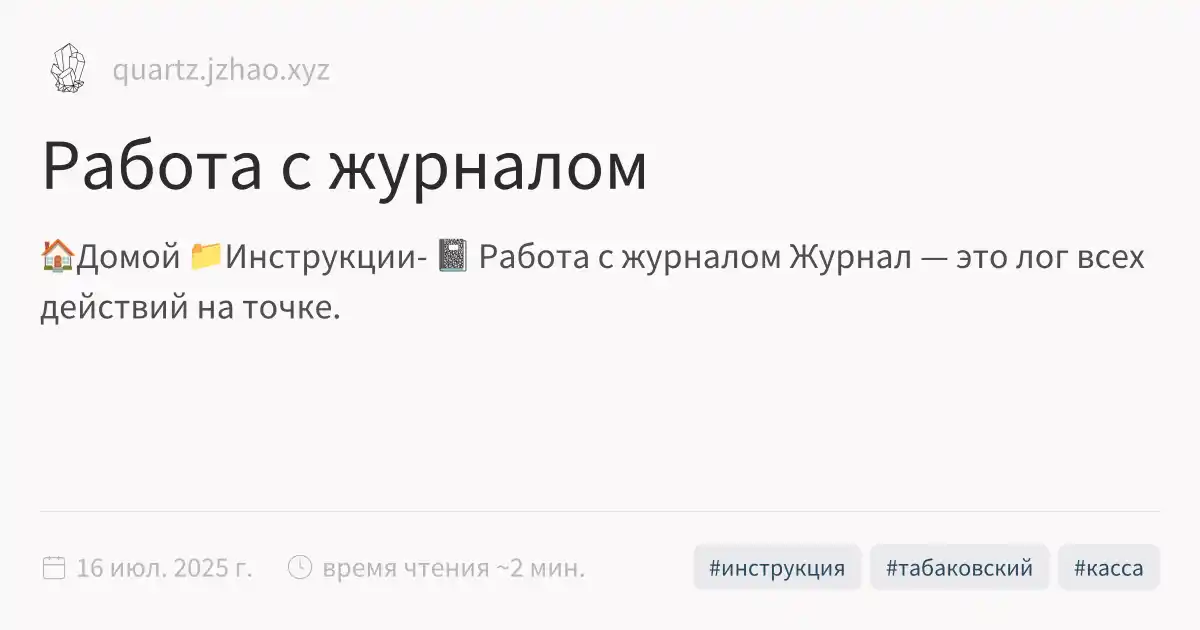 quartz.jzhao.xyz
Работа с журналом
🏠Домой 📁Инструкции- 📓 Работа с журналом Журнал — это лог всех
действий на точке.
16 июл. 2025 г. время чтения ~2 мин. #инструкция #табаковский #касса